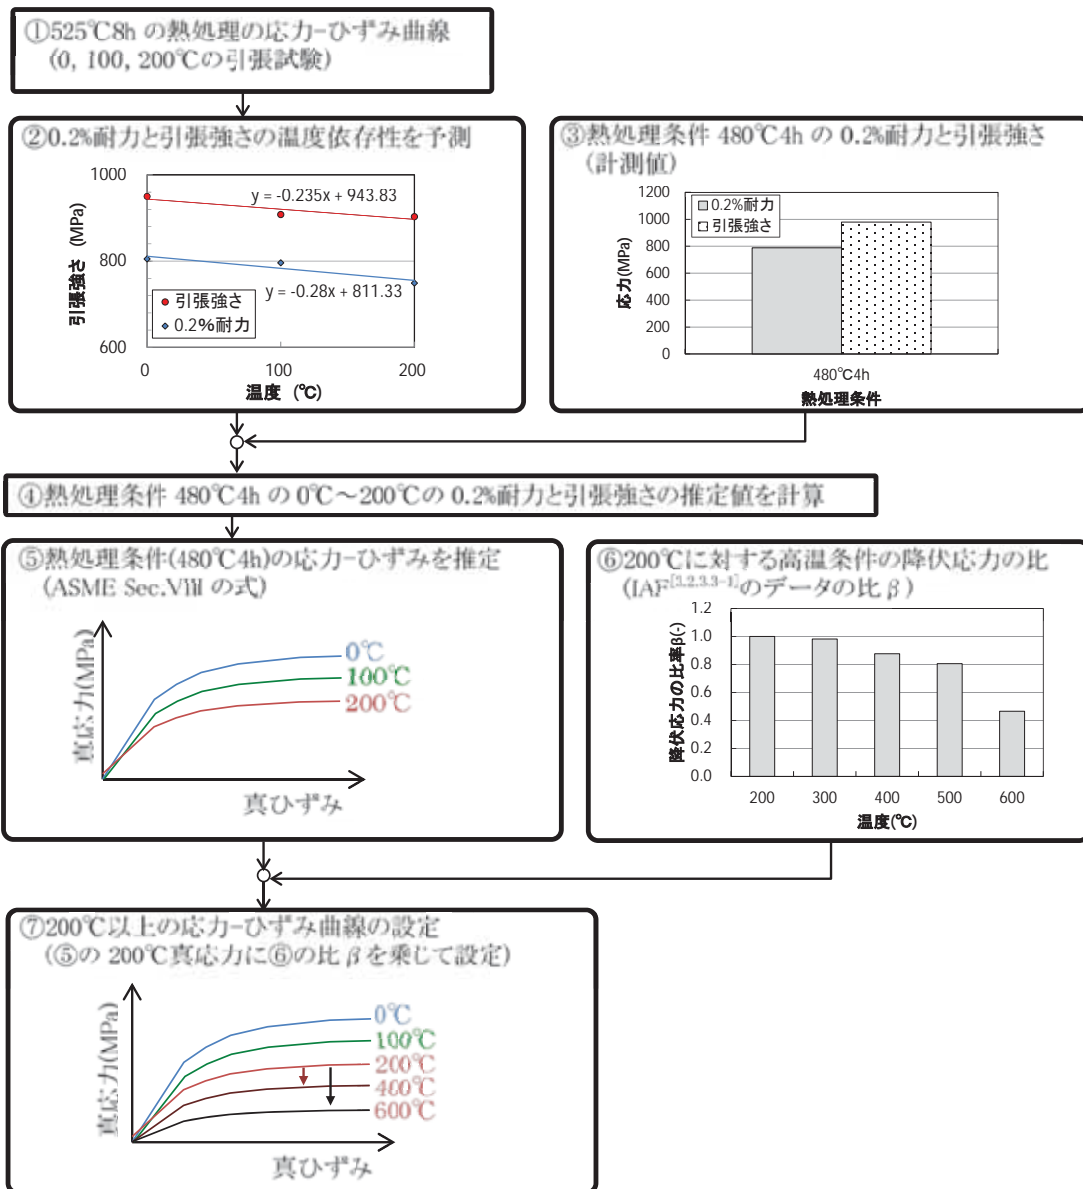 ①525℃8h の熱処理の応力-ひずみ曲線
(0, 100, 200℃の引張試験)
②0.2%耐力と引張強さの温度依存性を予測
1000
800
600
引張強さ (MPa)
y = -0.235x + 943.83
y = -0.28x + 811.33
引張強さ
0.2%耐力
0
100
200
温度 (℃)
③熱処理条件 480℃4h の 0.2%耐力と引張強さ
(計測値)
1200
1000
800
600
400
200
0
応力(MPa)
0.2%耐力
引張強さ
480℃4h
熱処理条件
④熱処理条件 480℃4h の 0℃～200℃の 0.2%耐力と引張強さの推定値を計算
⑤熱処理条件(480℃4h)の応力-ひずみを推定
(ASME Sec.VIII の式)
真応力(MPa)
0℃
100℃
200℃
真ひずみ
⑥200℃に対する高温条件の降伏応力の比
(IAF[3.2.3.3-1]のデータの比β)
1.2
1.0
0.8
0.6
0.4
0.2
0.0
降伏応力の比率β(-)
200
300
400
500
600
温度(℃)
⑦200℃以上の応力-ひずみ曲線の設定
(⑤の 200℃真応力に⑥の比βを乗じて設定)
真応力(MPa)
0℃
100℃
200℃
400℃
600℃
真ひずみ